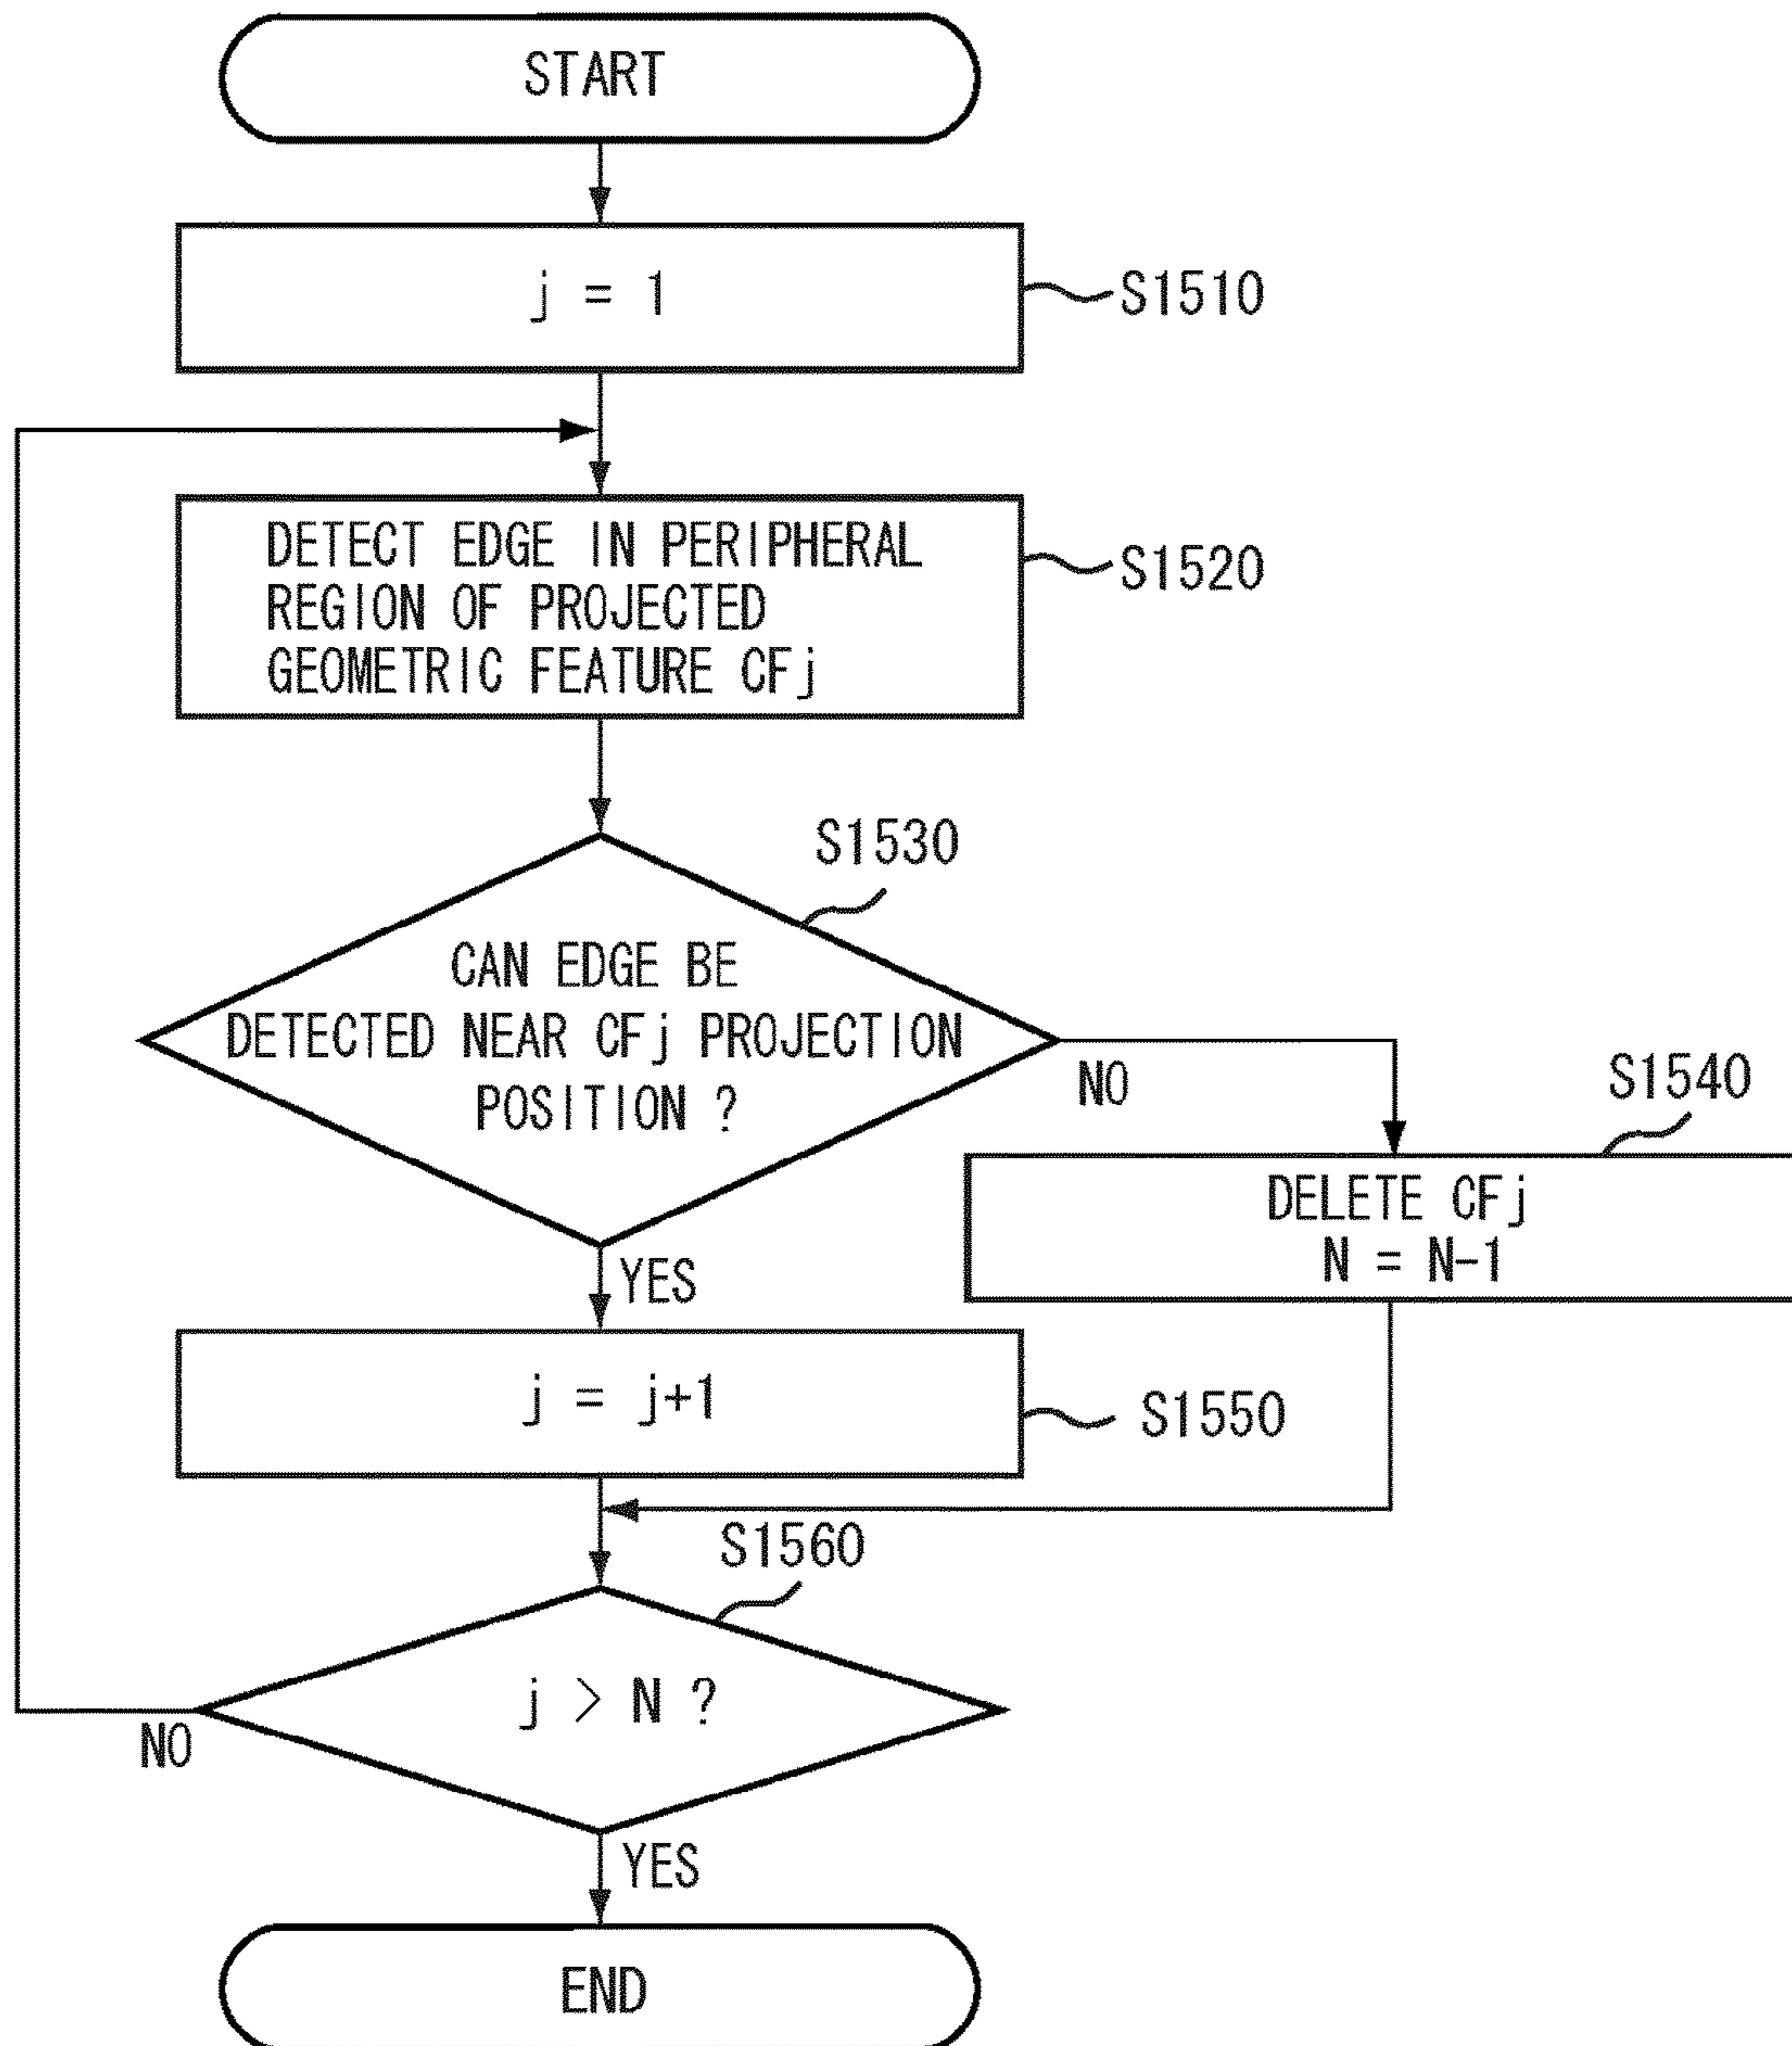 START
j = 1
S1510
DETECT EDGE IN PERIPHERAL
REGION OF PROJECTED
GEOMETRIC FEATURE CFj
S1520
S1530
CAN EDGE BE
DETECTED NEAR CFj PROJECTION
POSITION ?
NO
S1540
DELETE CFj
N = N-1
YES
j = j+1
S1550
S1560
j > N ?
NO
YES
END